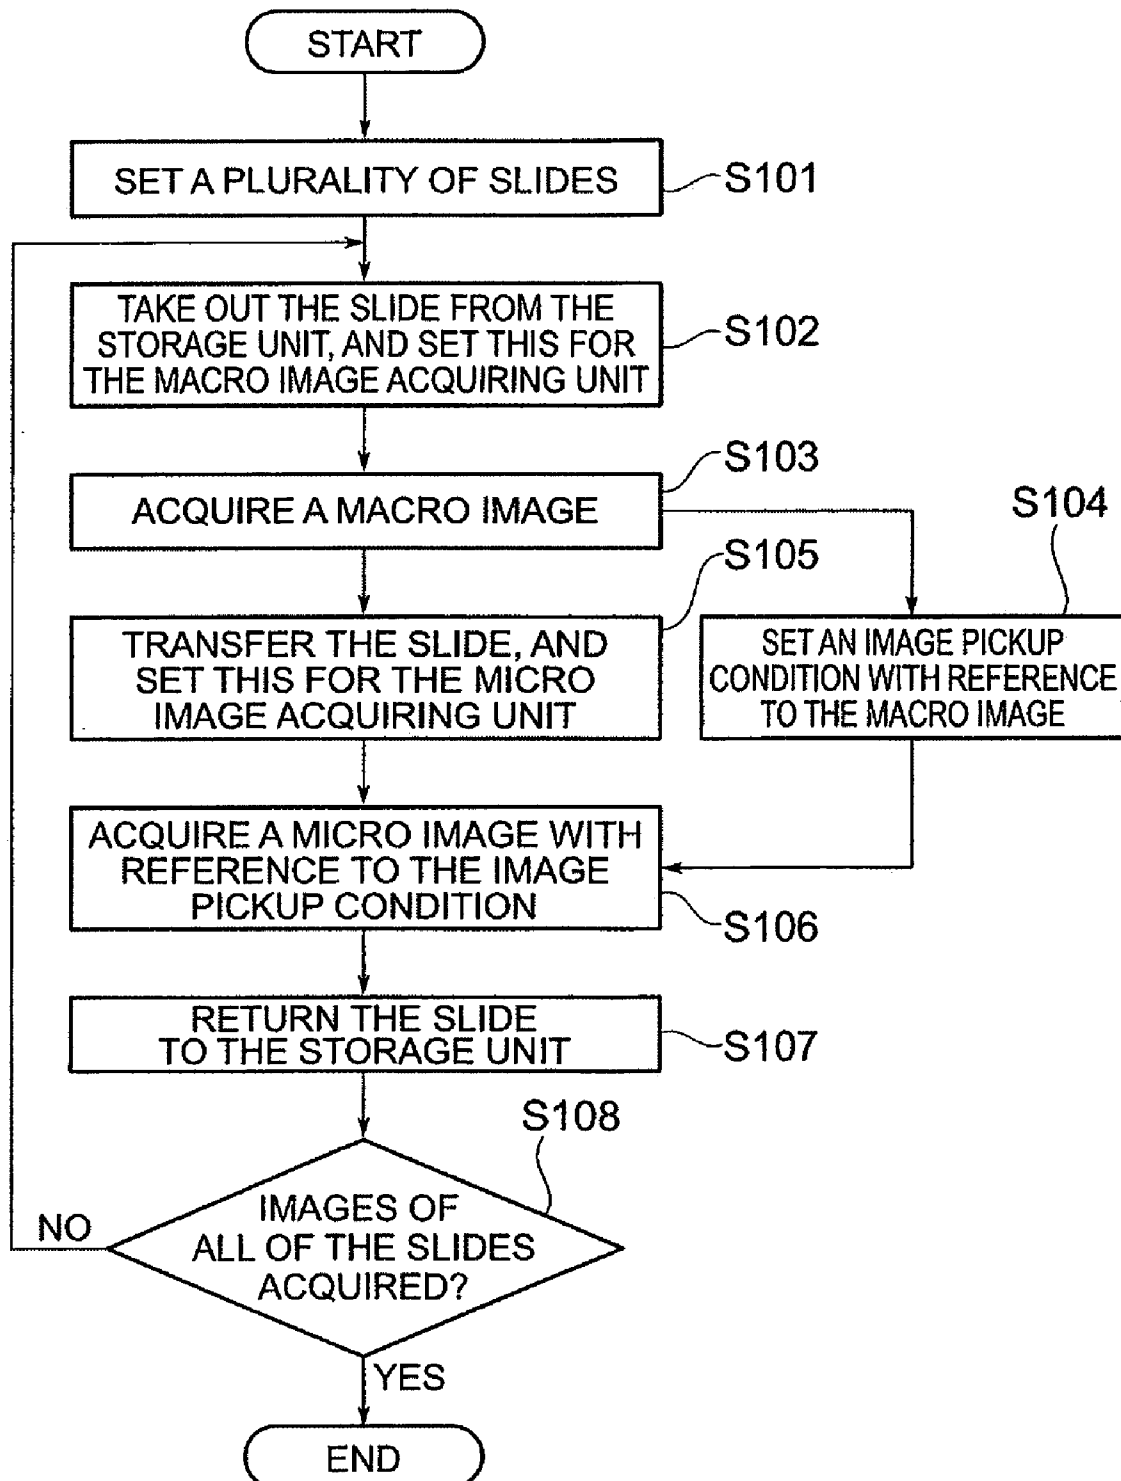 START
SET A PLURALITY OF SLIDES
S101
TAKE OUT THE SLIDE FROM THE
STORAGE UNIT, AND SET THIS FOR
THE MACRO IMAGE ACQUIRING UNIT
S102
S103
ACQUIRE A MACRO IMAGE
S104
SET AN IMAGE PICKUP
CONDITION WITH REFERENCE
TO THE MACRO IMAGE
S105
TRANSFER THE SLIDE, AND
SET THIS FOR THE MICRO
IMAGE ACQUIRING UNIT
ACQUIRE A MICRO IMAGE WITH
REFERENCE TO THE IMAGE
PICKUP CONDITION
S106
RETURN THE SLIDE
TO THE STORAGE UNIT
S107
S108
IMAGES OF
ALL OF THE SLIDES
ACQUIRED?
NO
YES
END